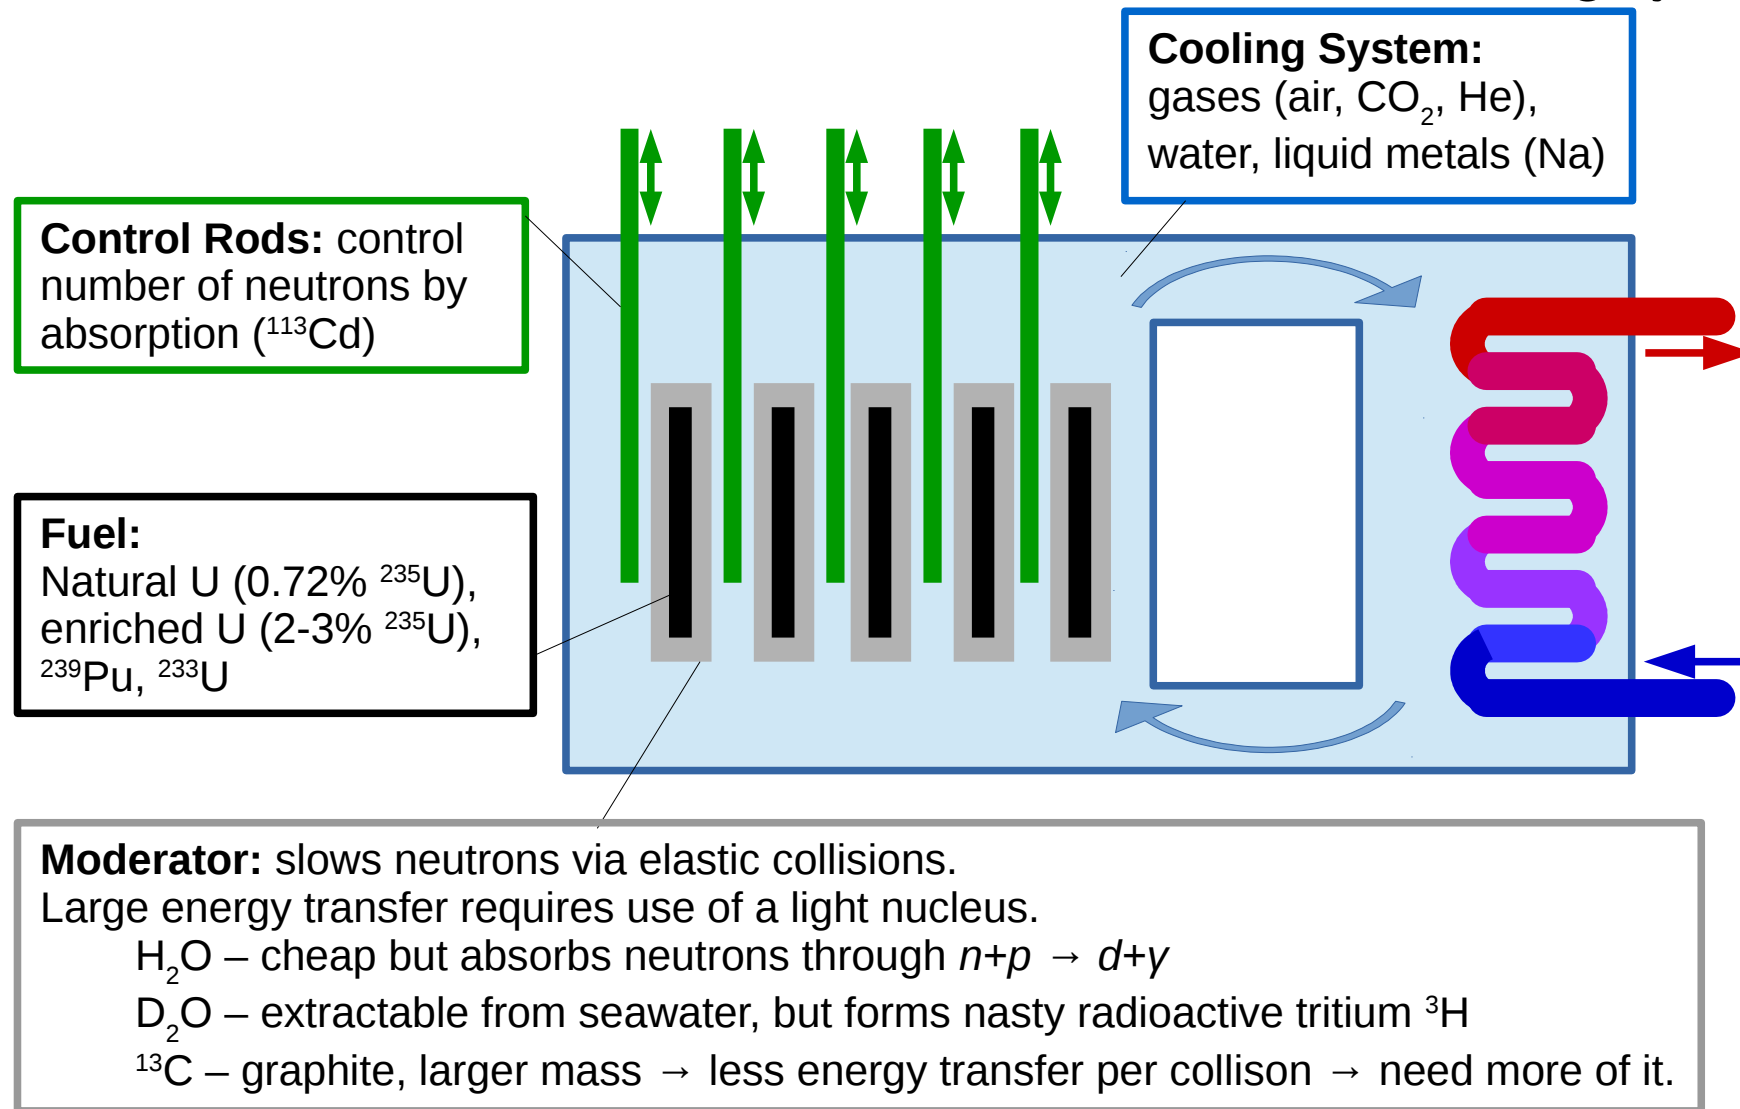 Cooling System:
gases (air, CO₂, He),
water, liquid metals (Na)
Control Rods: control
number of neutrons by
absorption (¹¹³Cd)
Fuel:
Natural U (0.72% ²³⁵U),
enriched U (2-3% ²³⁵U),
²³⁹Pu, ²³³U
Moderator: slows neutrons via elastic collisions.
Large energy transfer requires use of a light nucleus.
H₂O – cheap but absorbs neutrons through n+p → d+γ
D₂O – extractable from seawater, but forms nasty radioactive tritium ³H
¹³C – graphite, larger mass → less energy transfer per collison → need more of it.